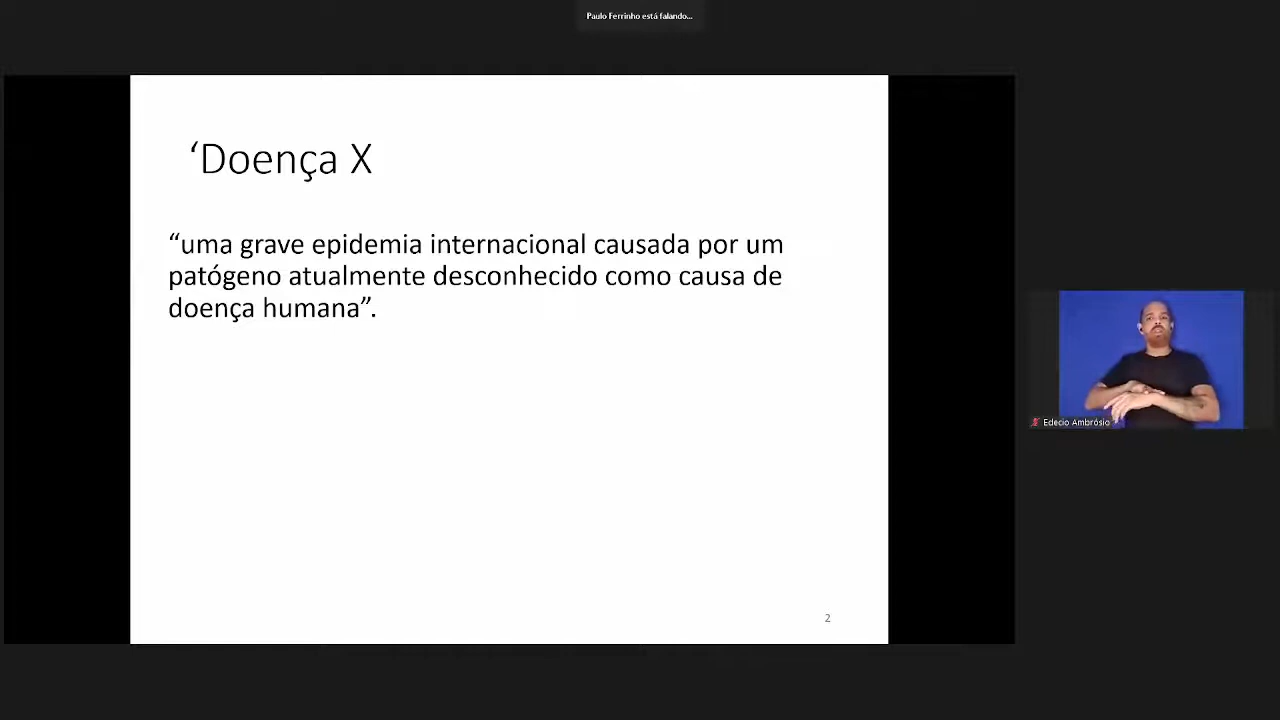 Paulo Ferrinho está falando...
‘Doença X
“uma grave epidemia internacional causada por um
patógeno atualmente desconhecido como causa de
doença humana”.
2
Edecio Ambrósio